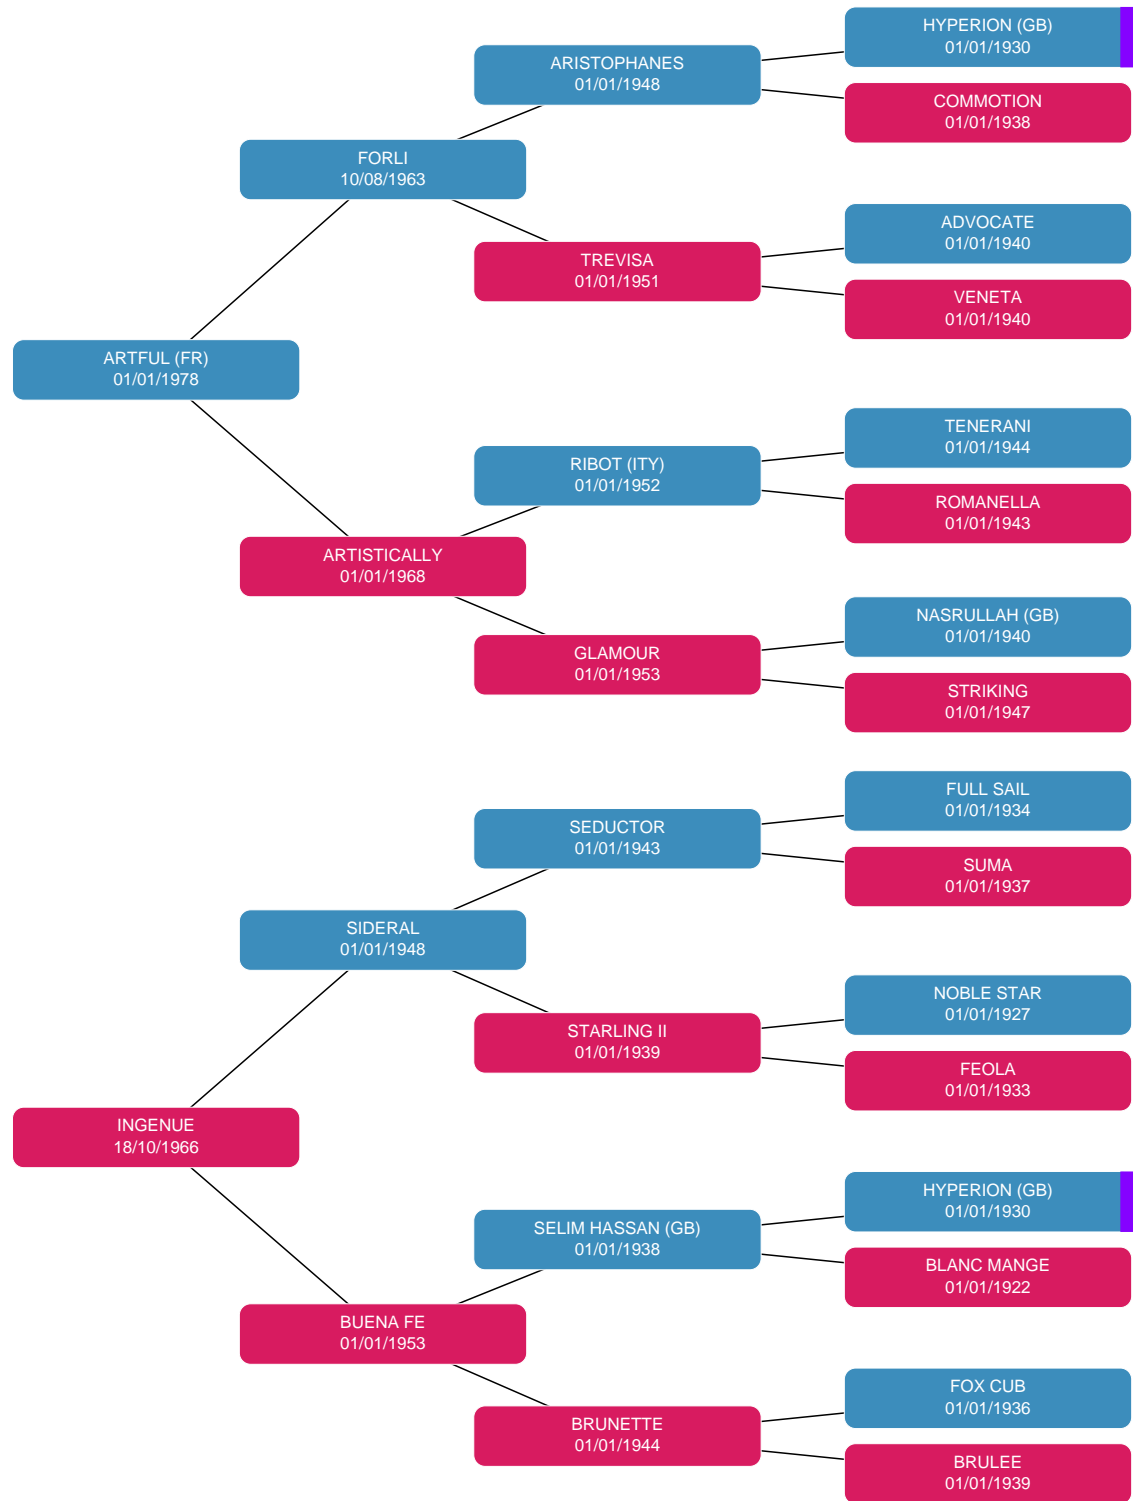 HYPERION (GB)
01/01/1930
ARISTOPHANES
01/01/1948
COMMOTION
01/01/1938
FORLI
10/08/1963
ADVOCATE
01/01/1940
TREVISA
01/01/1951
VENETA
01/01/1940
ARTFUL (FR)
01/01/1978
TENERANI
01/01/1944
RIBOT (ITY)
01/01/1952
ROMANELLA
01/01/1943
ARTISTICALLY
01/01/1968
NASRULLAH (GB)
01/01/1940
GLAMOUR
01/01/1953
STRIKING
01/01/1947
FULL SAIL
01/01/1934
SEDUCTOR
01/01/1943
SUMA
01/01/1937
SIDERAL
01/01/1948
NOBLE STAR
01/01/1927
STARLING II
01/01/1939
FEOLA
01/01/1933
INGENUE
18/10/1966
HYPERION (GB)
01/01/1930
SELIM HASSAN (GB)
01/01/1938
BLANC MANGE
01/01/1922
BUENA FE
01/01/1953
FOX CUB
01/01/1936
BRUNETTE
01/01/1944
BRULEE
01/01/1939